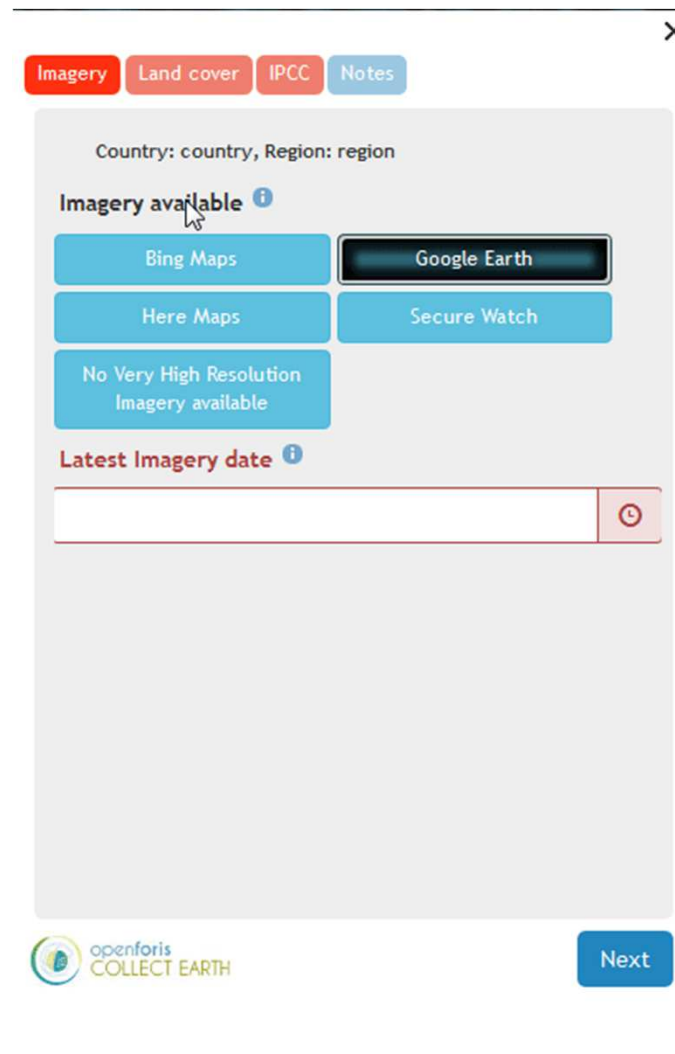 Imagery Land cover IPCC Notes
Country: country, Region: region
Imagery available
Bing Maps Google Earth
Here Maps Secure Watch
No Very High Resolution
Imagery available
Latest Imagery date
openforis
COLLECT EARTH
Next